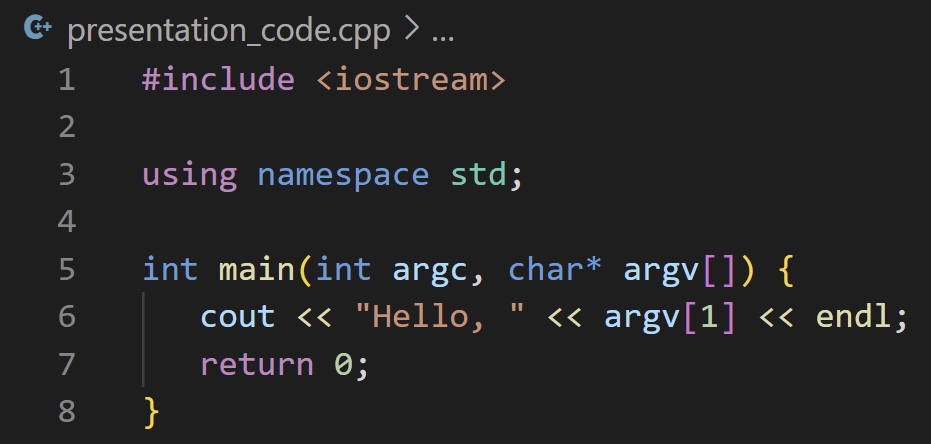 presentation_code.cpp > ...
1 #include <iostream>
2
3 using namespace std;
4
5 int main(int argc, char* argv[]) {
6    cout << "Hello, " << argv[1] << endl;
7    return 0;
8 }